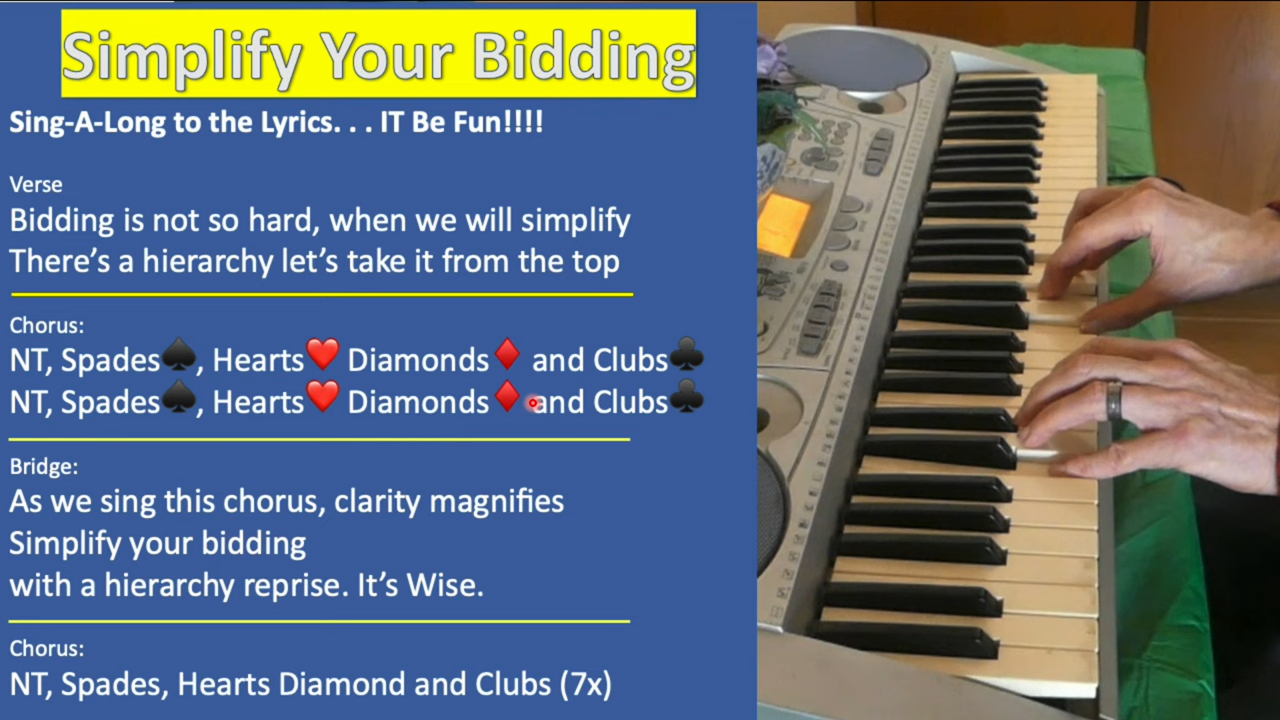 Simplify Your Bidding
Sing-A-Long to the Lyrics. . . IT Be Fun!!!!
Verse
Bidding is not so hard, when we will simplify
There’s a hierarchy let’s take it from the top
Chorus:
NT, Spades♠, Hearts❤️ Diamonds♦️ and Clubs♣
NT, Spades♠, Hearts❤️ Diamonds♦️ and Clubs♣
Bridge:
As we sing this chorus, clarity magnifies
Simplify your bidding
with a hierarchy reprise. It’s Wise.
Chorus:
NT, Spades, Hearts Diamond and Clubs (7x)